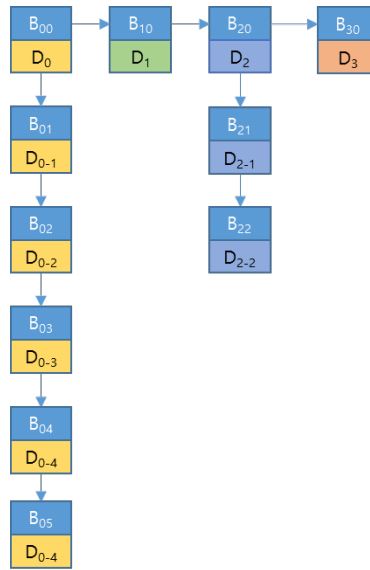 B₀₀ B₁₀ B₂₀ B₃₀
D₀ D₁ D₂ D₃
B₀₁ B₂₁
D₀₋₁ D₂₋₁
B₀₂ B₂₂
D₀₋₂ D₂₋₂
B₀₃
D₀₋₃
B₀₄
D₀₋₄
B₀₅
D₀₋₄